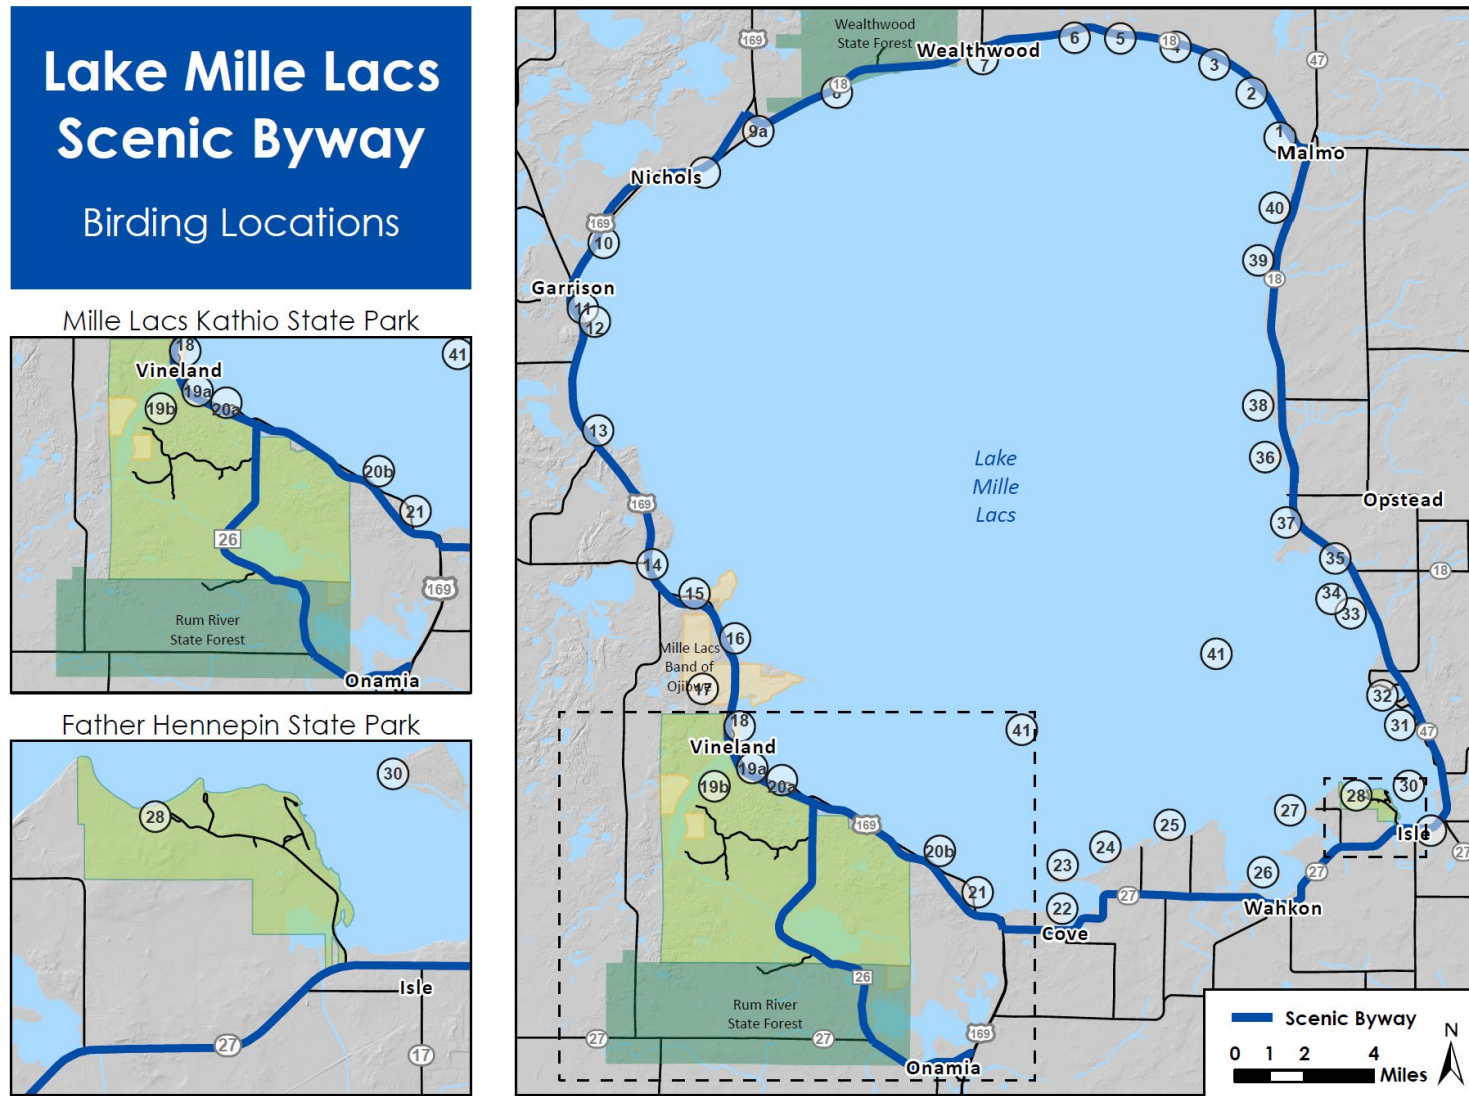 Lake Mille Lacs
Scenic Byway
Birding Locations
Mille Lacs Kathio State Park
18
41
Vineland
19a
19b
20a
20b
21
26
169
Rum River
State Forest
Onamia
Father Hennepin State Park
30
28
Isle
27
17
Wealthwood
State Forest
169
Wealthwood
6
5
18
4
3
47
7
2
18
8
9a
1
Malmo
Nichols
40
169
10
39
18
Garrison
11
12
38
13
Lake
Mille
Lacs
36
Opstead
169
37
35
14
18
15
34
33
16
Mille Lacs
Band of
Ojibwe
17
41
32
31
47
18
41
Vineland
19a
19b
20a
30
28
27
169
25
Isle
20b
24
27
23
26
27
21
27
22
Wahkon
Cove
26
Rum River
State Forest
27
27
169
Onamia
Scenic Byway
N
0 1 2 4
Miles